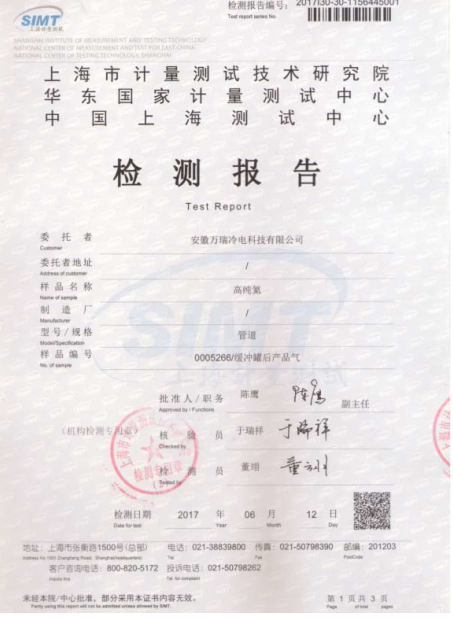 SIMT
上海计量测试
检测报告编号： 2017I30-30-1156445001
Test report series No.
SHANGHAI INSTITUTE OF MEASUREMENT AND TESTING TECHNOLOGY
NATIONAL CENTER OF MEASUREMENT AND TEST FOR EAST CHINA
NATIONAL CENTER OF TESTING TECHNOLOGY, SHANGHAI
上海市计量测试技术研究院
华东国家计量测试中心
中国上海测试中心
检测报告
Test Report
委托者 安徽万瑞冷电科技有限公司
Customer
委托者地址 /
Address of customer
样品名称 高纯氦
Name of sample
制造厂 /
Manufacturer
型号/规格 管道
Model/Specification
样品编号 0005266/缓冲罐后产品气
No. of sample
批准人/职务 陈鹰 陈鹰 副主任
Approved by / Functions
（机构检测专用章） 核验员 于瑞祥 于瑞祥
Checked by
检测员 董翊 董翊
Tested by
检测专用章
检测日期 2017 年 06 月 12 日
Date for test Year Month Day
地址：上海市张衡路1500号(总部) 电话：021-38839800 传真：021-50798390 邮编：201203
Address No.1500 Zhangheng Road, Shanghai(headquarters) Tel Fax PostCode
客户咨询电话：800-820-5172 投诉电话：021-50798262
Inquire line Tel. for complaint
未经本院/中心批准，部分采用本证书内容无效。 第 1 页 共 3 页
Partly using this report will not be admitted unless allowed by SIMT. Page of total pages